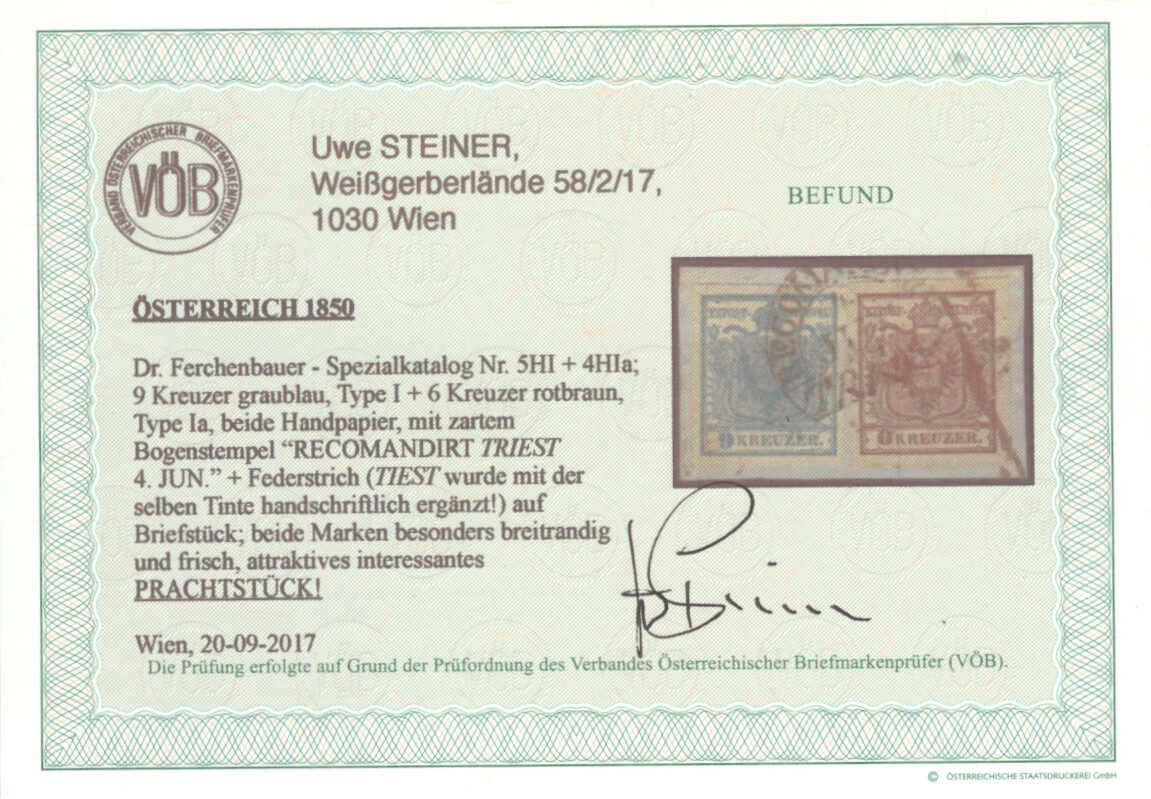 VERBAND ÖSTERREICHISCHER BRIEFMARKENPRÜFER
VÖB
Uwe STEINER,
Weißgerberlände 58/2/17,
1030 Wien
BEFUND
ÖSTERREICH 1850
Dr. Ferchenbauer - Spezialkatalog Nr. 5HI + 4HIa;
9 Kreuzer graublau, Type I + 6 Kreuzer rotbraun,
Type Ia, beide Handpapier, mit zartem
Bogenstempel “RECOMANDIRT TRIEST
4. JUN.” + Federstrich (TIEST wurde mit der
selben Tinte handschriftlich ergänzt!) auf
Briefstück; beide Marken besonders breitrandig
und frisch, attraktives interessantes
PRACHTSTÜCK!
9 KREUZER.
6 KREUZER.
Wien, 20-09-2017
Die Prüfung erfolgte auf Grund der Prüfordnung des Verbandes Österreichischer Briefmarkenprüfer (VÖB).
© ÖSTERREICHISCHE STAATSDRUCKEREI GmbH